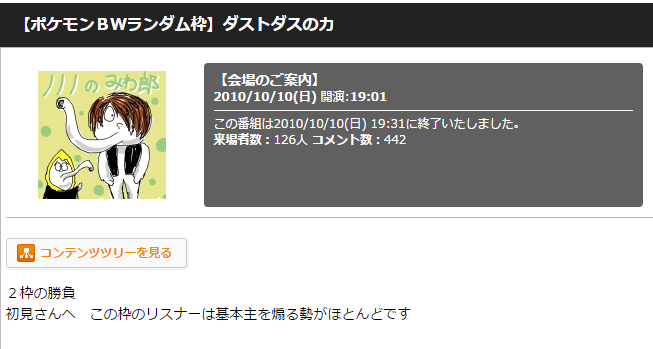 【ポケモンＢＷランダム枠】ダストダスの力
ノノノのみわ郎
【会場のご案内】
2010/10/10(日) 開演:19:01
この番組は2010/10/10(日) 19:31に終了いたしました。
来場者数：126人 コメント数：442
コンテンツツリーを見る
２枠の勝負
初見さんへ　この枠のリスナーは基本主を煽る勢がほとんどです